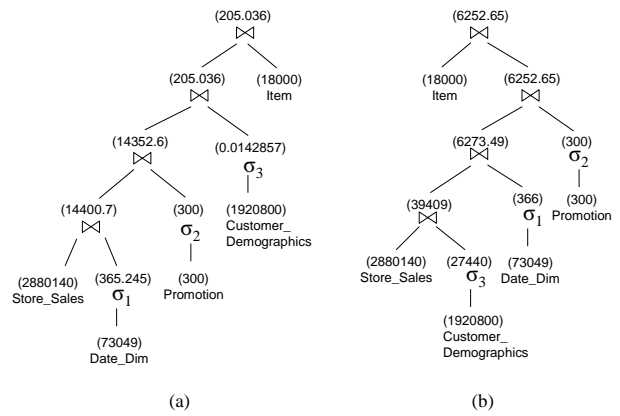 (205.036)
⋈
(205.036)
⋈
(18000)
Item
(14352.6)
⋈
(0.0142857)
σ3
(1920800)
Customer_
Demographics
(14400.7)
⋈
(300)
σ2
(300)
Promotion
(2880140)
Store_Sales
(365.245)
σ1
(73049)
Date_Dim
(a)
(6252.65)
⋈
(18000)
Item
(6252.65)
⋈
(6273.49)
⋈
(300)
σ2
(300)
Promotion
(39409)
⋈
(366)
σ1
(73049)
Date_Dim
(2880140)
Store_Sales
(27440)
σ3
(1920800)
Customer_
Demographics
(b)